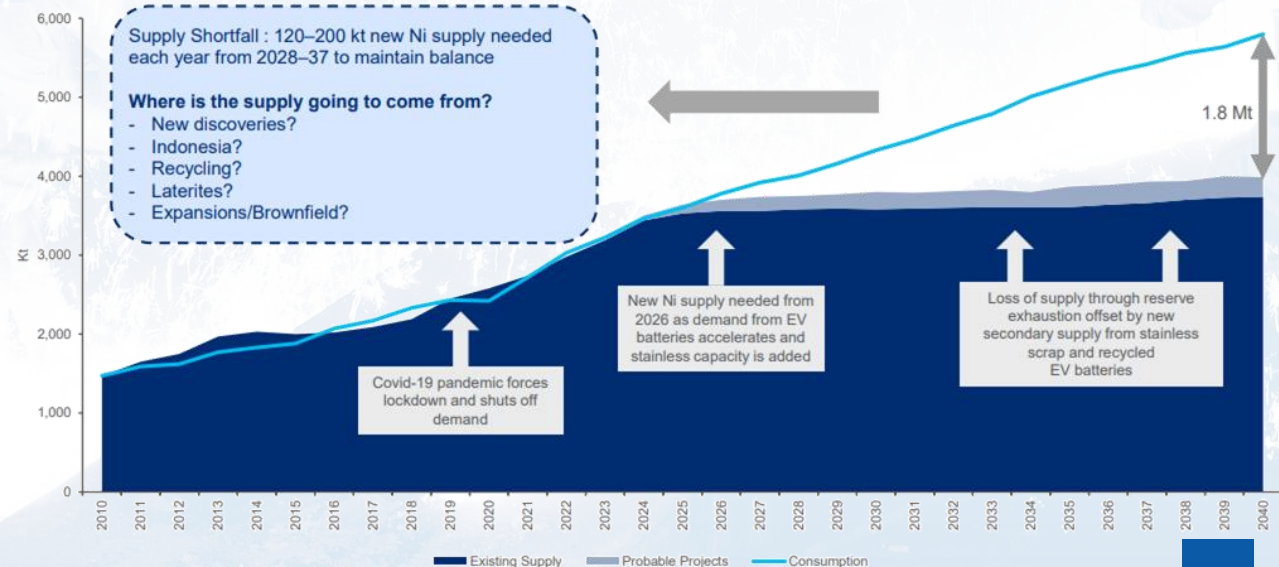 6,000
5,000
4,000
3,000
2,000
1,000
0
Kt
Supply Shortfall : 120–200 kt new Ni supply needed
each year from 2028–37 to maintain balance
Where is the supply going to come from?
- New discoveries?
- Indonesia?
- Recycling?
- Laterites?
- Expansions/Brownfield?
1.8 Mt
Covid-19 pandemic forces
lockdown and shuts off
demand
New Ni supply needed from
2026 as demand from EV
batteries accelerates and
stainless capacity is added
Loss of supply through reserve
exhaustion offset by new
secondary supply from stainless
scrap and recycled
EV batteries
2010
2011
2012
2013
2014
2015
2016
2017
2018
2019
2020
2021
2022
2023
2024
2025
2026
2027
2028
2029
2030
2031
2032
2033
2034
2035
2036
2037
2038
2039
2040
Existing Supply
Probable Projects
Consumption